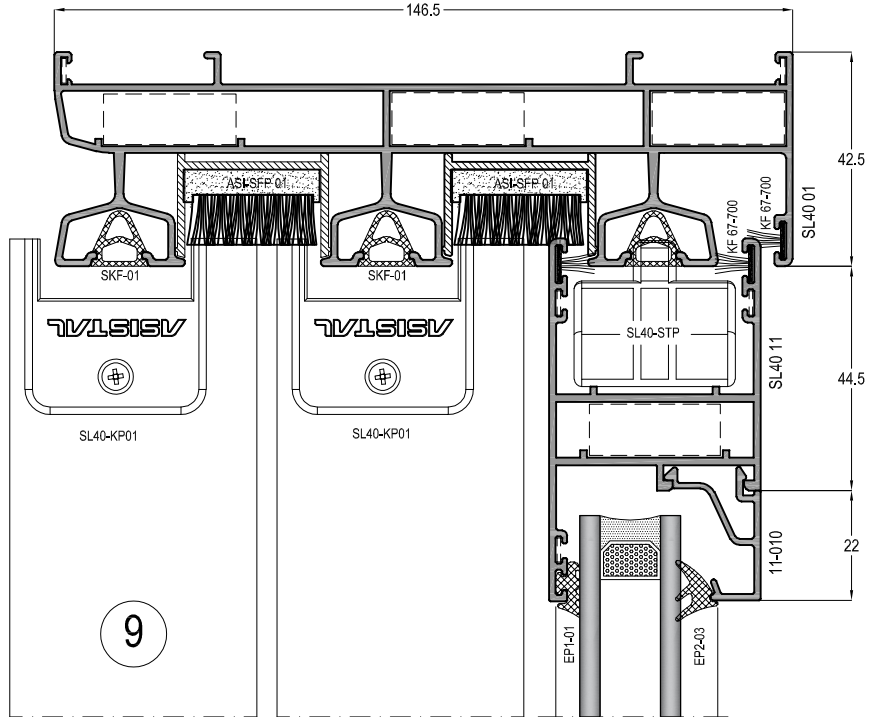 146.5
42.5
ASI-SFP 01
ASI-SFP 01
KF 67-700
KF 67-700
SL40 01
SKF-01
SKF-01
ASISTAL
ASISTAL
SL40-STP
SL40 11
44.5
SL40-KP01
SL40-KP01
22
11-010
9
EP1-01
EP2-03